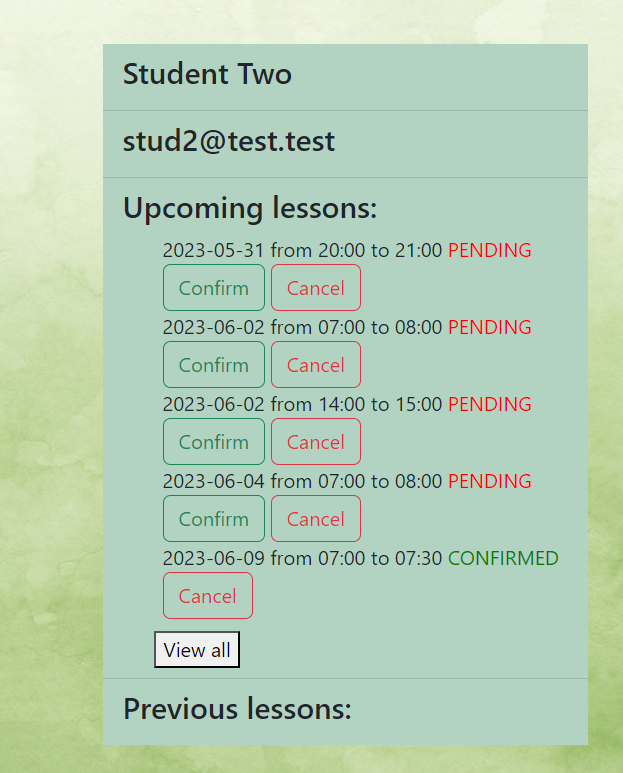 Student Two
stud2@test.test
Upcoming lessons:
2023-05-31 from 20:00 to 21:00 PENDING
Confirm Cancel
2023-06-02 from 07:00 to 08:00 PENDING
Confirm Cancel
2023-06-02 from 14:00 to 15:00 PENDING
Confirm Cancel
2023-06-04 from 07:00 to 08:00 PENDING
Confirm Cancel
2023-06-09 from 07:00 to 07:30 CONFIRMED
Cancel
View all
Previous lessons: